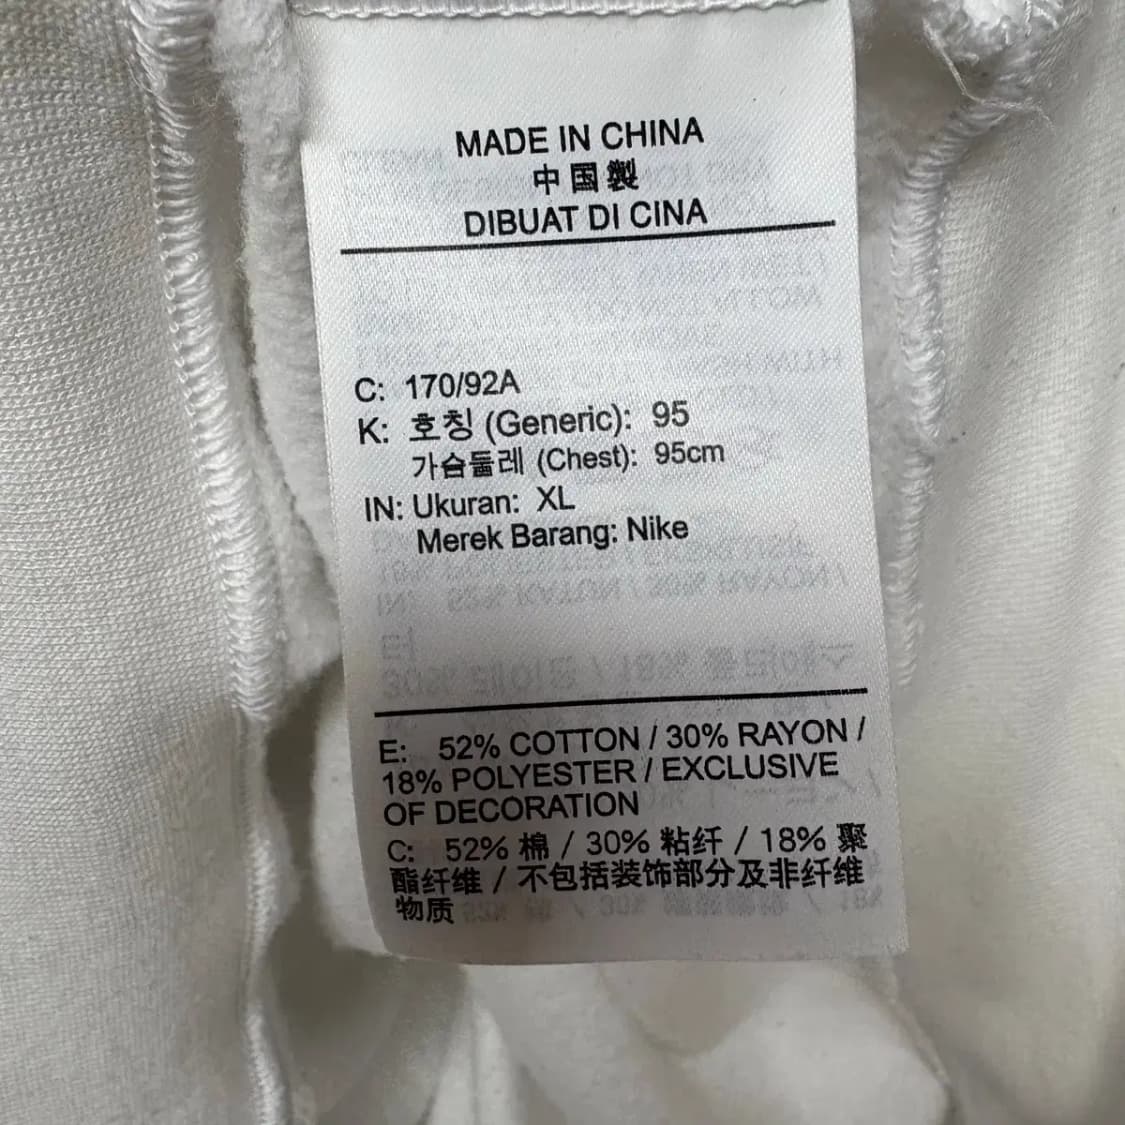 MADE IN CHINA
中国製
DIBUAT DI CINA
C: 170/92A
K: 호칭 (Generic): 95
가슴둘레 (Chest): 95cm
IN: Ukuran: XL
Merek Barang: Nike
E: 52% COTTON / 30% RAYON /
18% POLYESTER / EXCLUSIVE
OF DECORATION
C: 52% 棉 / 30% 粘纤 / 18% 聚
酯纤维 / 不包括装饰部分及非纤维
物质